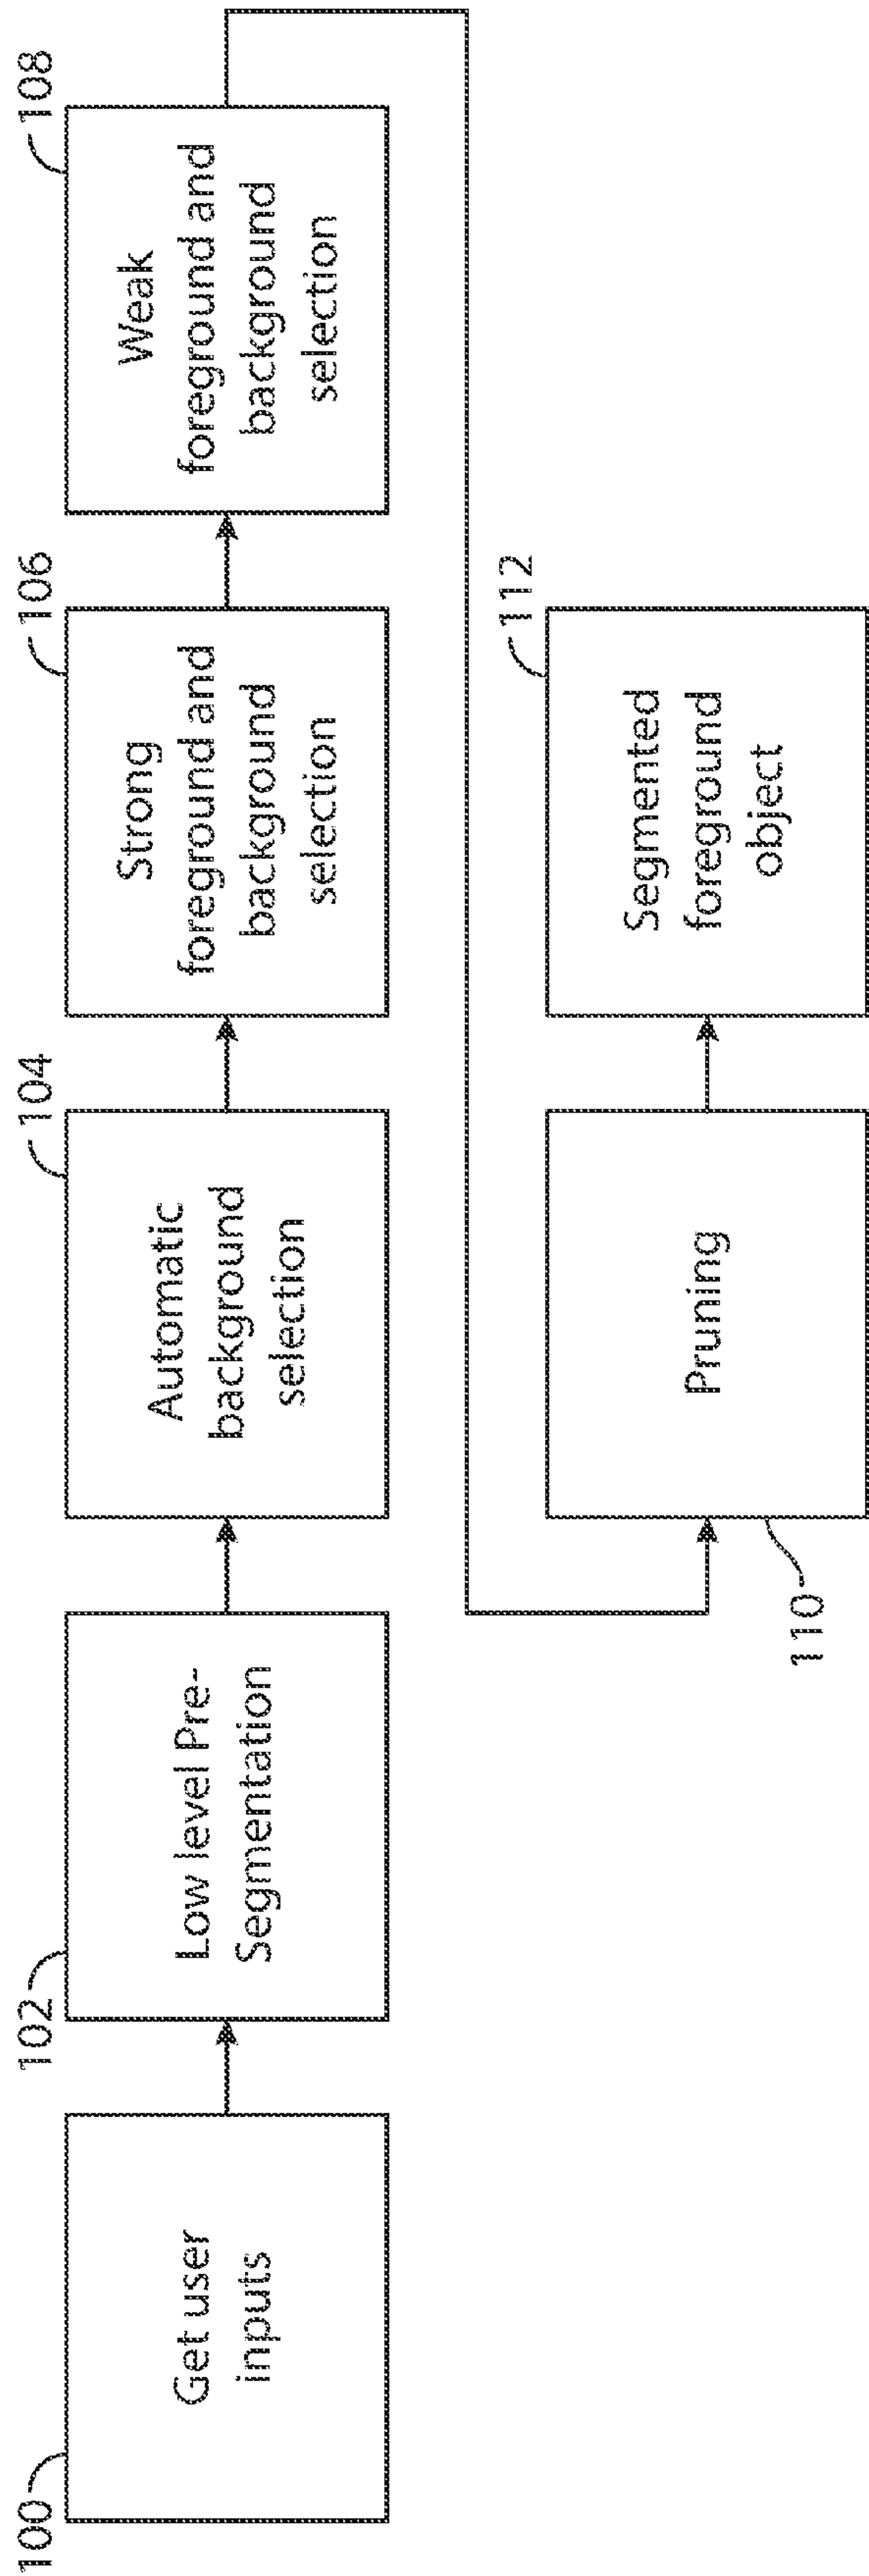 100
Get user
inputs
102
Low level Pre-
Segmentation
104
Automatic
background
selection
106
Strong
foreground and
background
selection
108
Weak
foreground and
background
selection
110
Pruning
112
Segmented
foreground
object